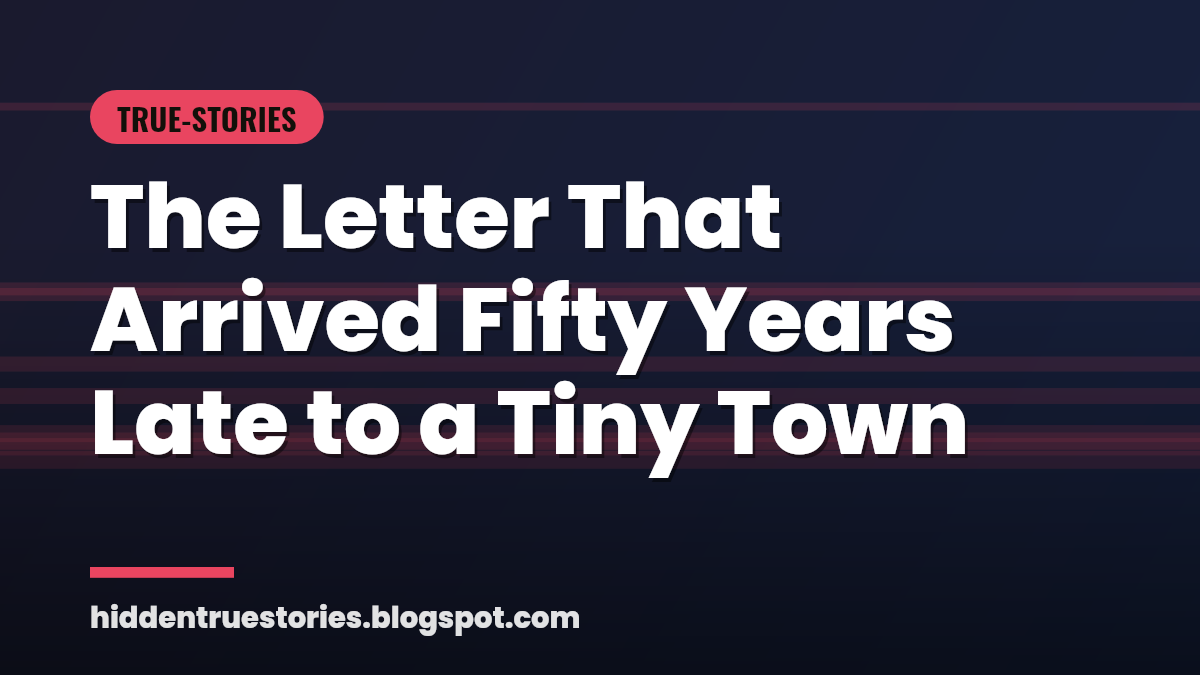 TRUE-STORIES
The Letter That
Arrived Fifty Years
Late to a Tiny Town
hiddentruestories.blogspot.com